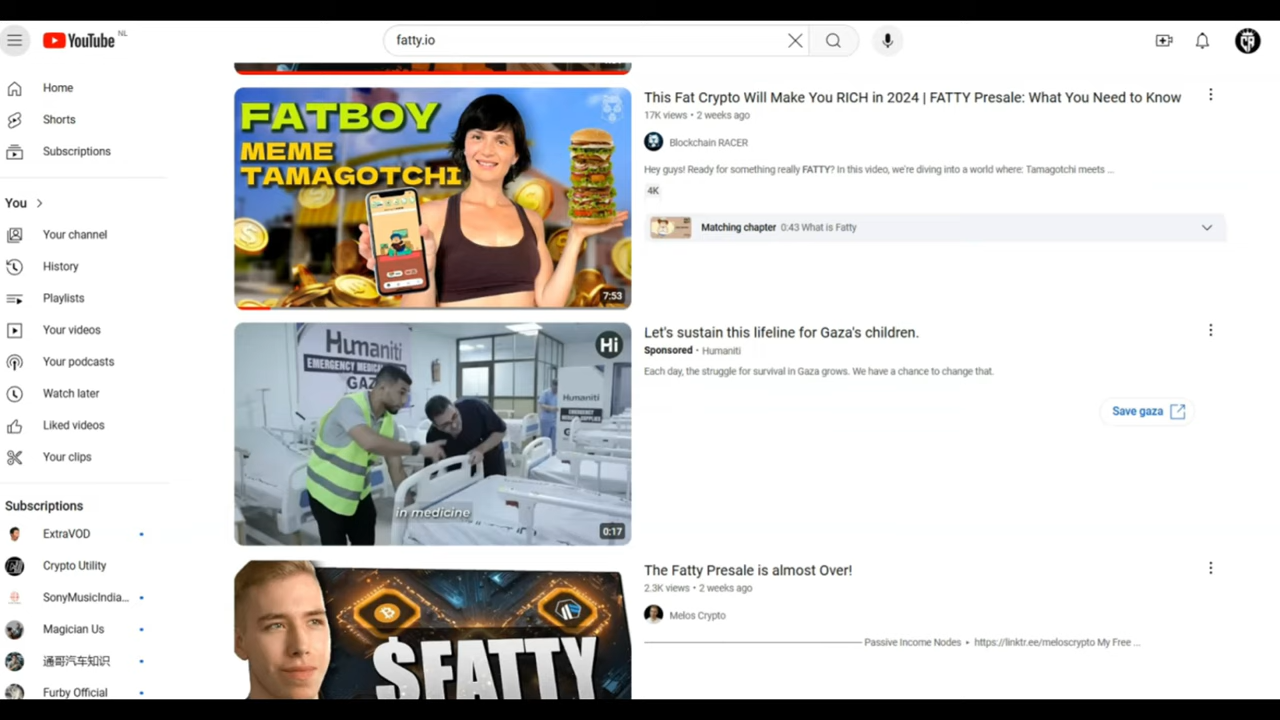 YouTube NL
fatty.io
Home
Shorts
Subscriptions
You
Your channel
History
Playlists
Your videos
Your podcasts
Watch later
Liked videos
Your clips
Subscriptions
ExtraVOD
Crypto Utility
SonyMusicIndia...
Magician Us
通哥汽车知识
Furby Official
FATBOY
MEME
TAMAGOTCHI
7:53
This Fat Crypto Will Make You RICH in 2024 | FATTY Presale: What You Need to Know
17K views • 2 weeks ago
Blockchain RACER
Hey guys! Ready for something really FATTY? In this video, we're diving into a world where: Tamagotchi meets ...
4K
Matching chapter 0:43 What is Fatty
Humaniti
EMERGENCY MEDICAL
GAZ
Hi
Humaniti
in medicine
0:17
Let's sustain this lifeline for Gaza's children.
Sponsored • Humaniti
Each day, the struggle for survival in Gaza grows. We have a chance to change that.
Save gaza
$FATTY
The Fatty Presale is almost Over!
2.3K views • 2 weeks ago
Melos Crypto
Passive Income Nodes • https://linktr.ee/meloscrypto My Free ...